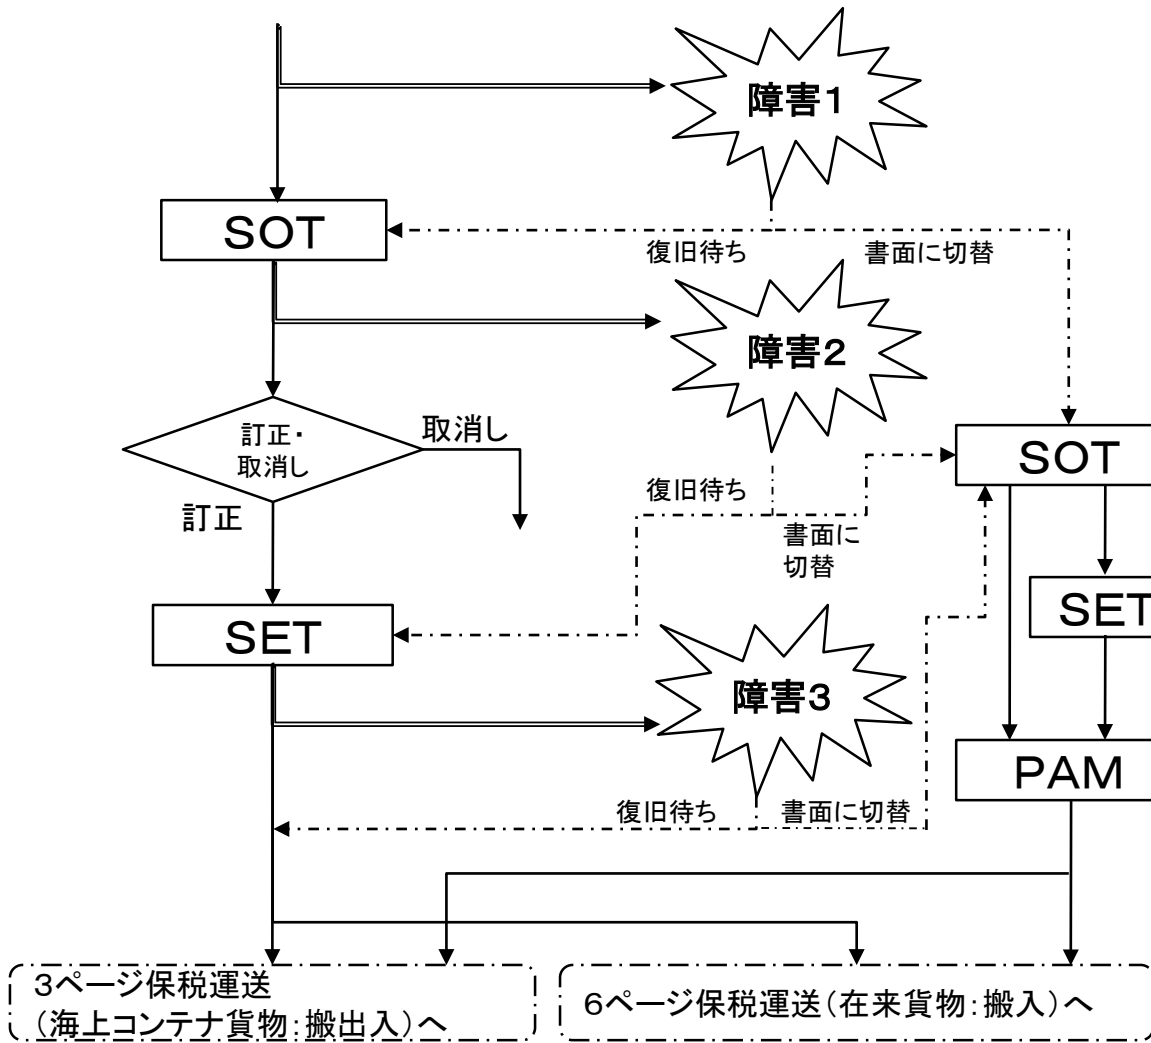 障害1
SOT
復旧待ち
書面に切替
障害2
訂正・
取消し
取消し
SOT
復旧待ち
訂正
書面に
切替
SET
SET
障害3
PAM
復旧待ち
書面に切替
3ページ保税運送
（海上コンテナ貨物：搬出入）へ
6ページ保税運送（在来貨物：搬入）へ